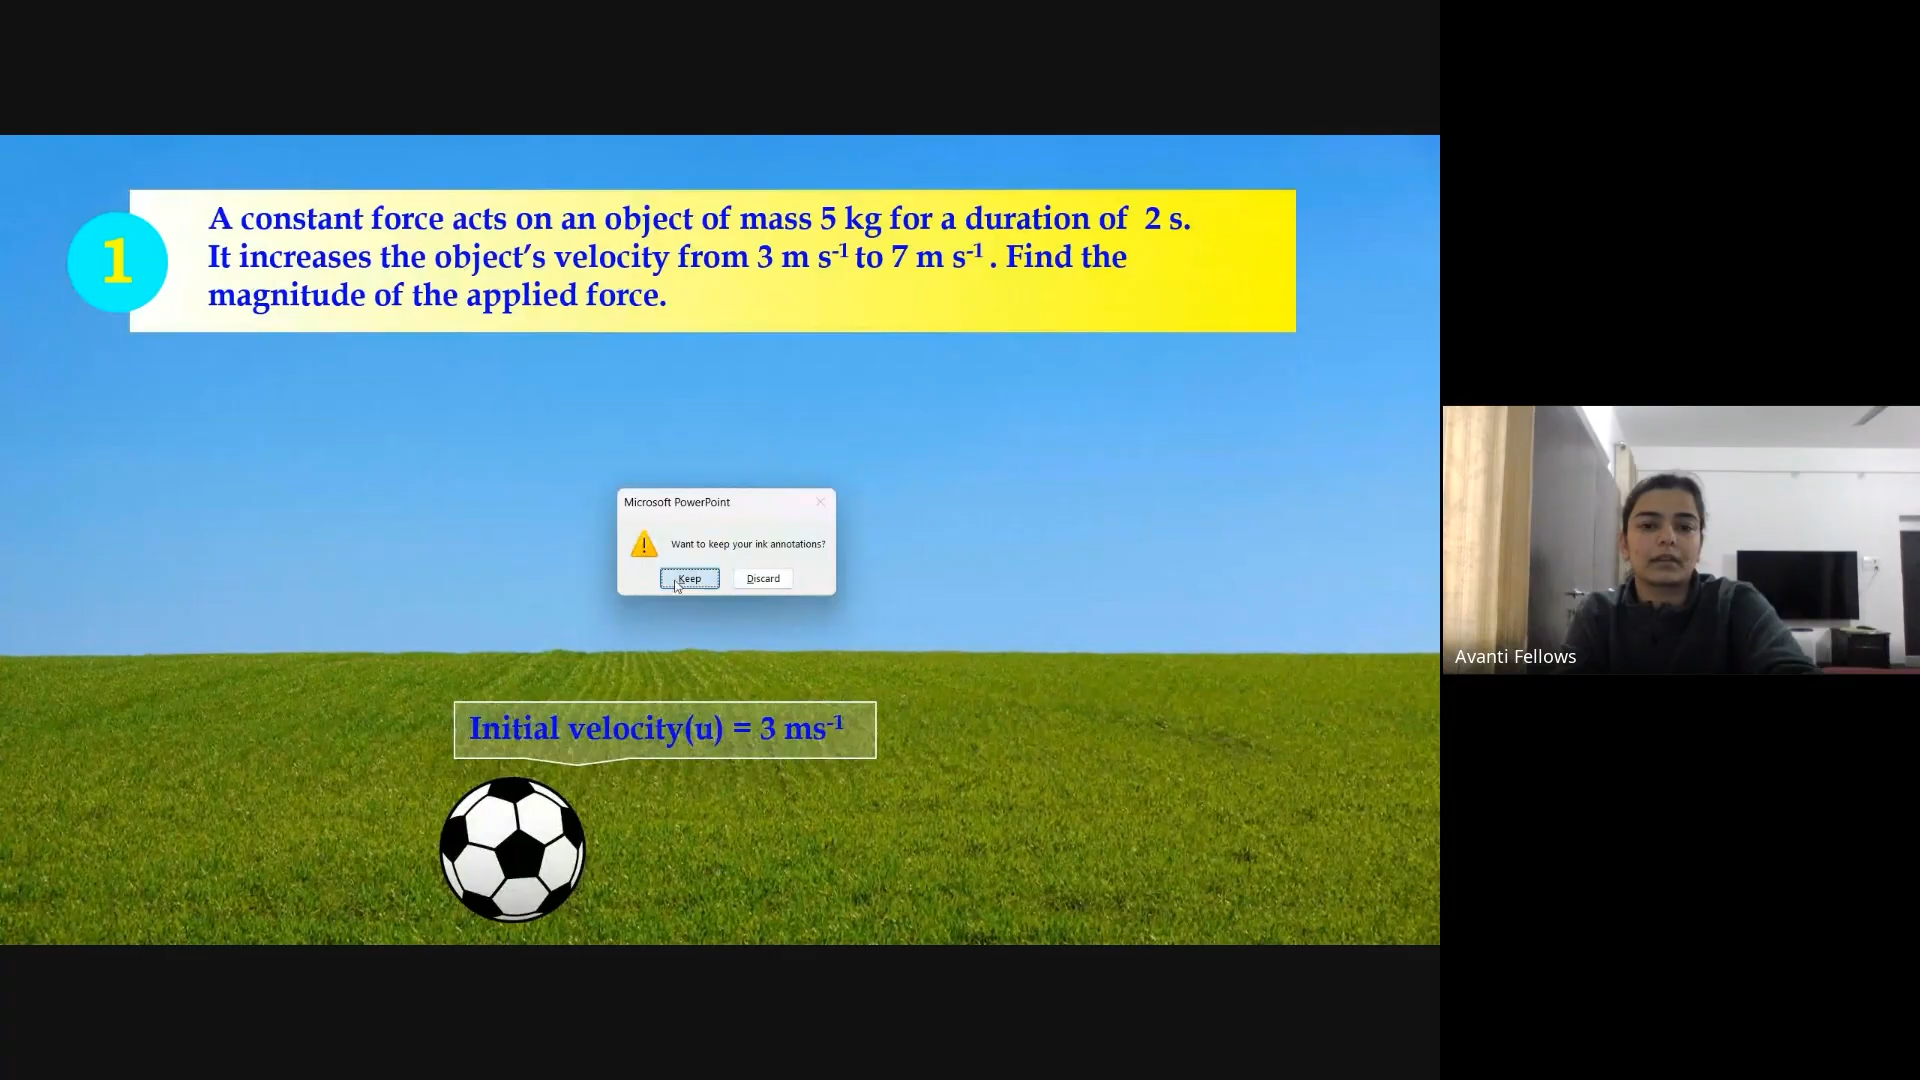 1
A constant force acts on an object of mass 5 kg for a duration of 2 s.
It increases the object’s velocity from 3 m s⁻¹ to 7 m s⁻¹ . Find the
magnitude of the applied force.
Microsoft PowerPoint
Want to keep your ink annotations?
Keep
Discard
Initial velocity(u) = 3 ms⁻¹
Avanti Fellows